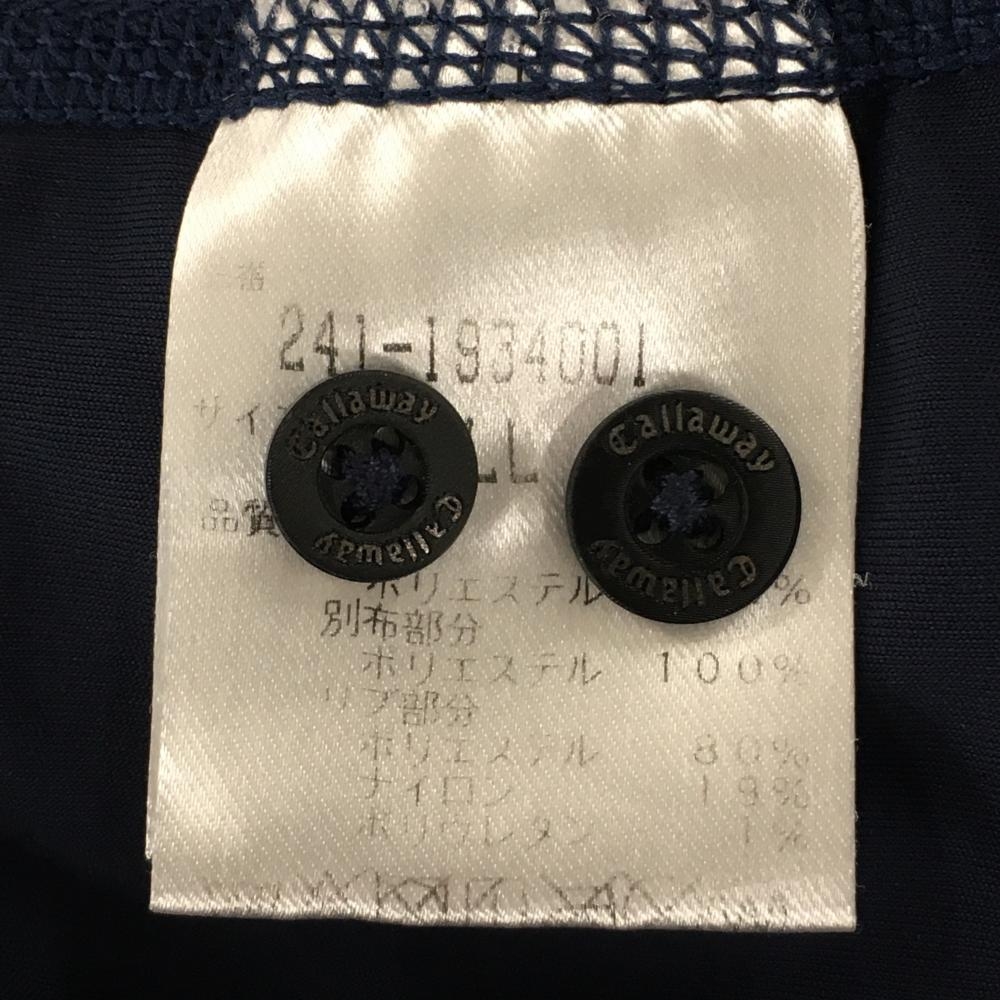 番
241-1934001
サイ LL
Callaway Callaway
Callaway Callaway
品質
ポリエステル %
別布部分
ポリエステル 100%
リブ部分
ポリエステル 80%
ナイロン 19%
ポリウレタン 1%